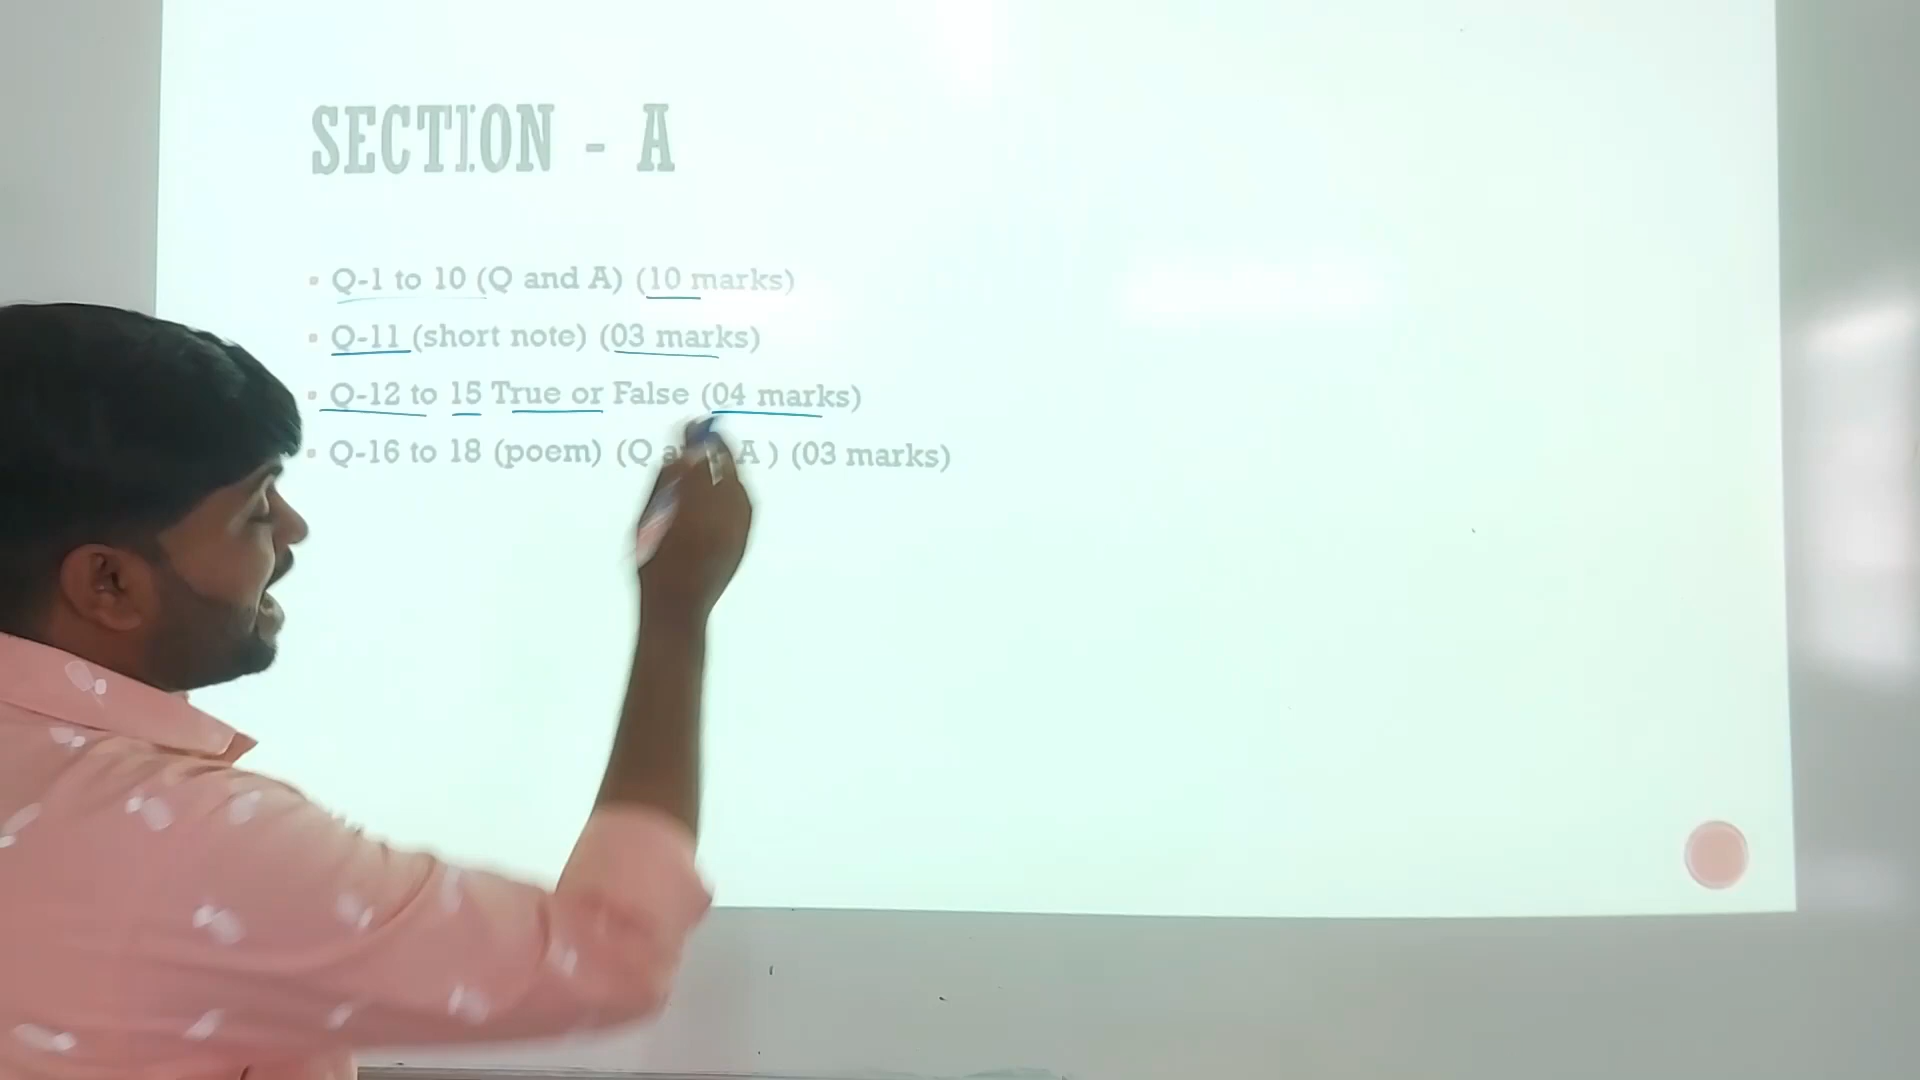 SECTION - A
▪ Q-1 to 10 (Q and A) (10 marks)
▪ Q-11 (short note) (03 marks)
▪ Q-12 to 15 True or False (04 marks)
▪ Q-16 to 18 (poem) (Q A ) (03 marks)